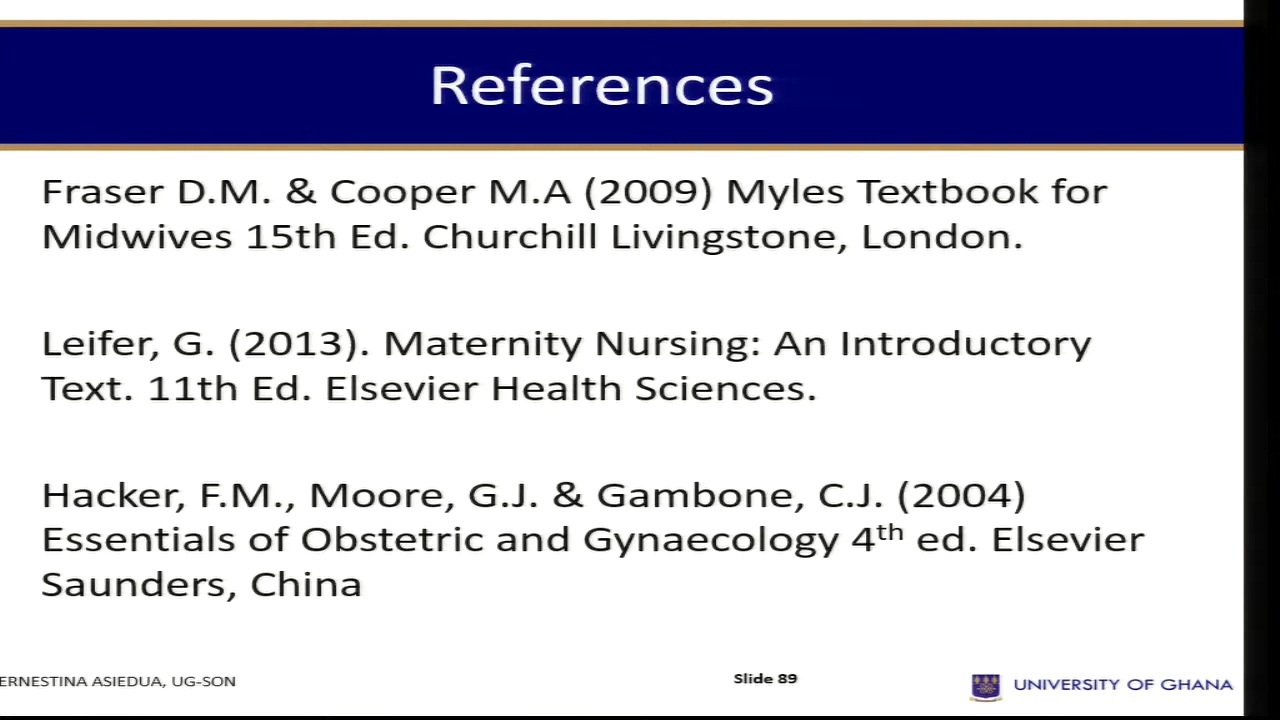 References
Fraser D.M. & Cooper M.A (2009) Myles Textbook for
Midwives 15th Ed. Churchill Livingstone, London.
Leifer, G. (2013). Maternity Nursing: An Introductory
Text. 11th Ed. Elsevier Health Sciences.
Hacker, F.M., Moore, G.J. & Gambone, C.J. (2004)
Essentials of Obstetric and Gynaecology 4th ed. Elsevier
Saunders, China
ERNESTINA ASIEDUA, UG-SON
Slide 89
UNIVERSITY OF GHANA